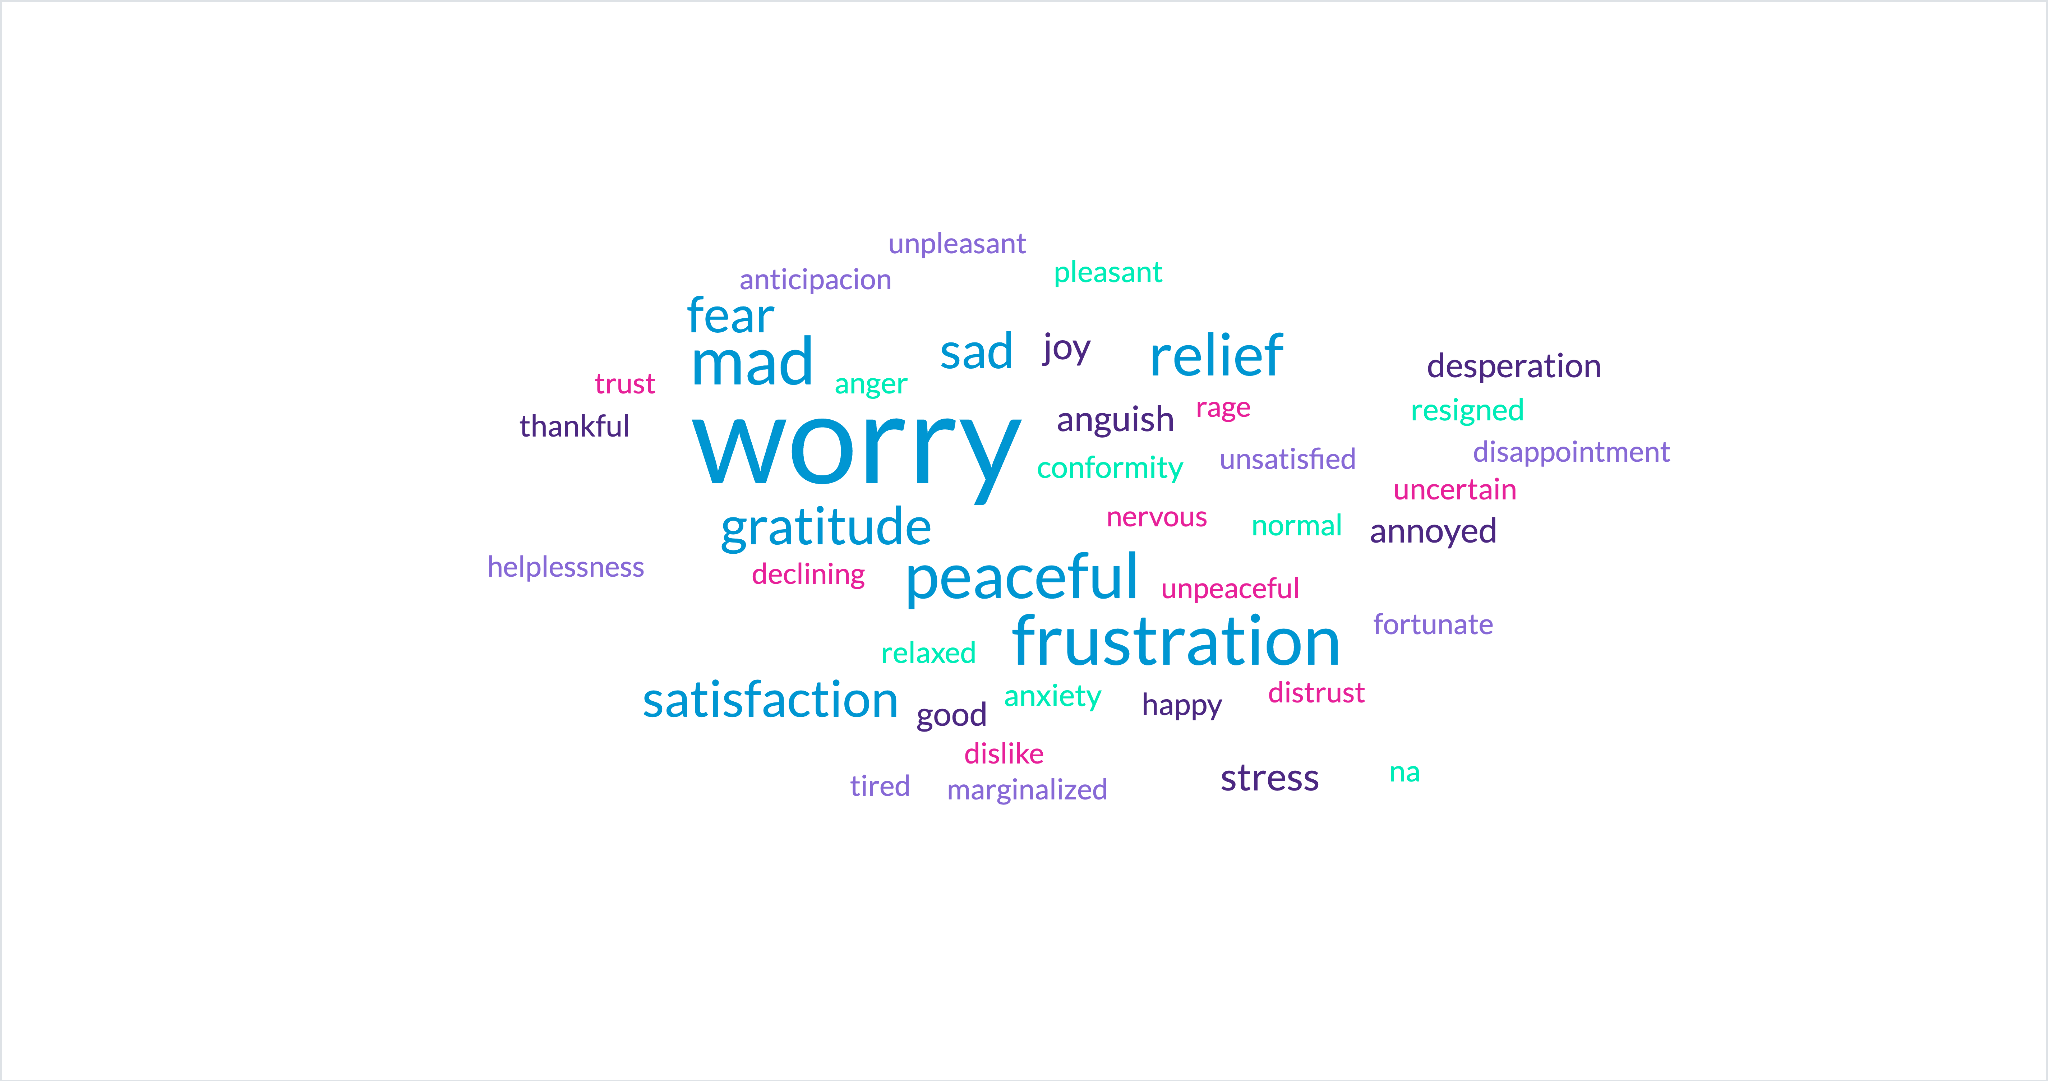 unpleasant
pleasant
anticipacion
fear
mad
sad
joy
relief
desperation
trust
anger
thankful
worry
anguish
rage
resigned
conformity
unsatisfied
disappointment
uncertain
gratitude
nervous
normal
annoyed
helplessness
declining
peaceful
unpeaceful
frustration
fortunate
relaxed
satisfaction
good
anxiety
happy
distrust
dislike
tired
marginalized
stress
na